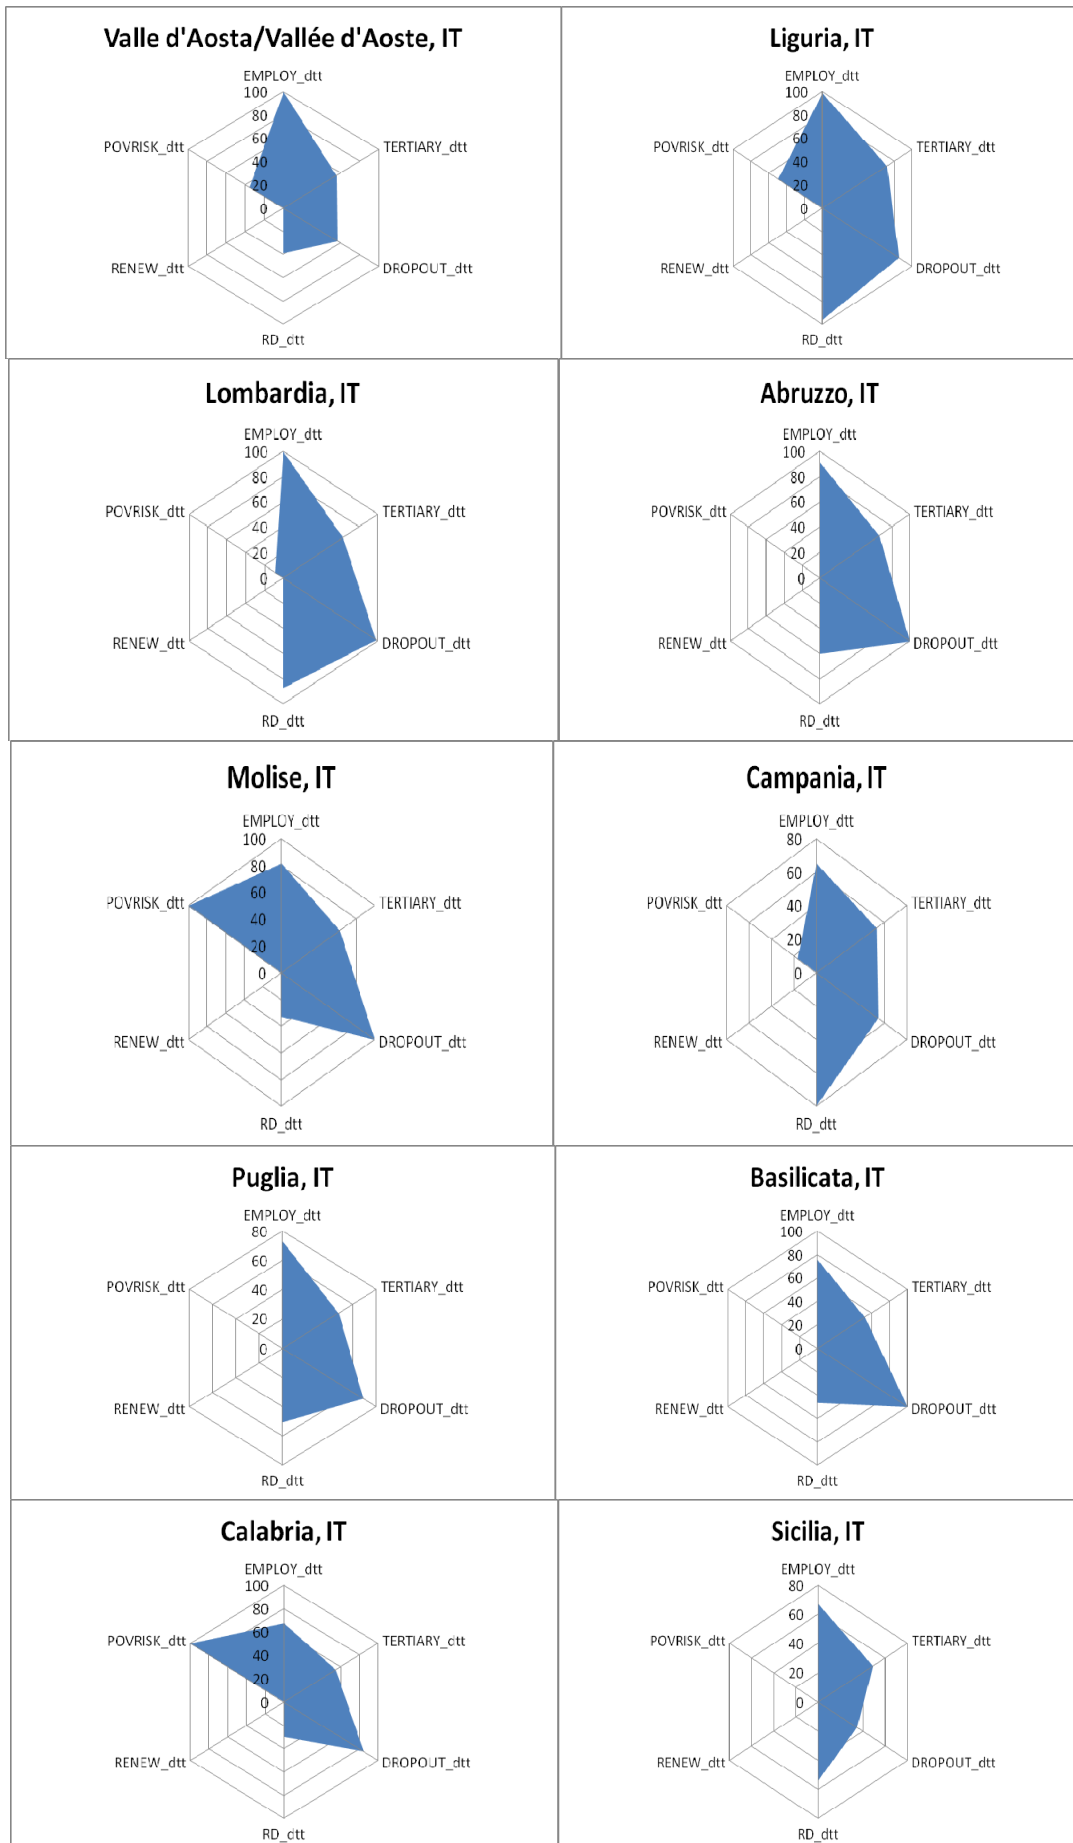 Valle d'Aosta/Vallée d'Aoste, IT
EMPLOY_dtt
100
80
60
40
20
0
POVRISK_dtt
TERTIARY_dtt
RENEW_dtt
DROPOUT_dtt
RD_dtt
Liguria, IT
EMPLOY_dtt
100
80
60
40
20
0
POVRISK_dtt
TERTIARY_dtt
RENEW_dtt
DROPOUT_dtt
RD_dtt
Lombardia, IT
EMPLOY_dtt
100
80
60
40
20
0
POVRISK_dtt
TERTIARY_dtt
RENEW_dtt
DROPOUT_dtt
RD_dtt
Abruzzo, IT
EMPLOY_dtt
100
80
60
40
20
0
POVRISK_dtt
TERTIARY_dtt
RENEW_dtt
DROPOUT_dtt
RD_dtt
Molise, IT
EMPLOY_dtt
100
80
60
40
20
0
POVRISK_dtt
TERTIARY_dtt
RENEW_dtt
DROPOUT_dtt
RD_dtt
Campania, IT
EMPLOY_dtt
80
60
40
20
0
POVRISK_dtt
TERTIARY_dtt
RENEW_dtt
DROPOUT_dtt
RD_dtt
Puglia, IT
EMPLOY_dtt
80
60
40
20
0
POVRISK_dtt
TERTIARY_dtt
RENEW_dtt
DROPOUT_dtt
RD_dtt
Basilicata, IT
EMPLOY_dtt
100
80
60
40
20
0
POVRISK_dtt
TERTIARY_dtt
RENEW_dtt
DROPOUT_dtt
RD_dtt
Calabria, IT
EMPLOY_dtt
100
80
60
40
20
0
POVRISK_dtt
TERTIARY_dtt
RENEW_dtt
DROPOUT_dtt
RD_dtt
Sicilia, IT
EMPLOY_dtt
80
60
40
20
0
POVRISK_dtt
TERTIARY_dtt
RENEW_dtt
DROPOUT_dtt
RD_dtt